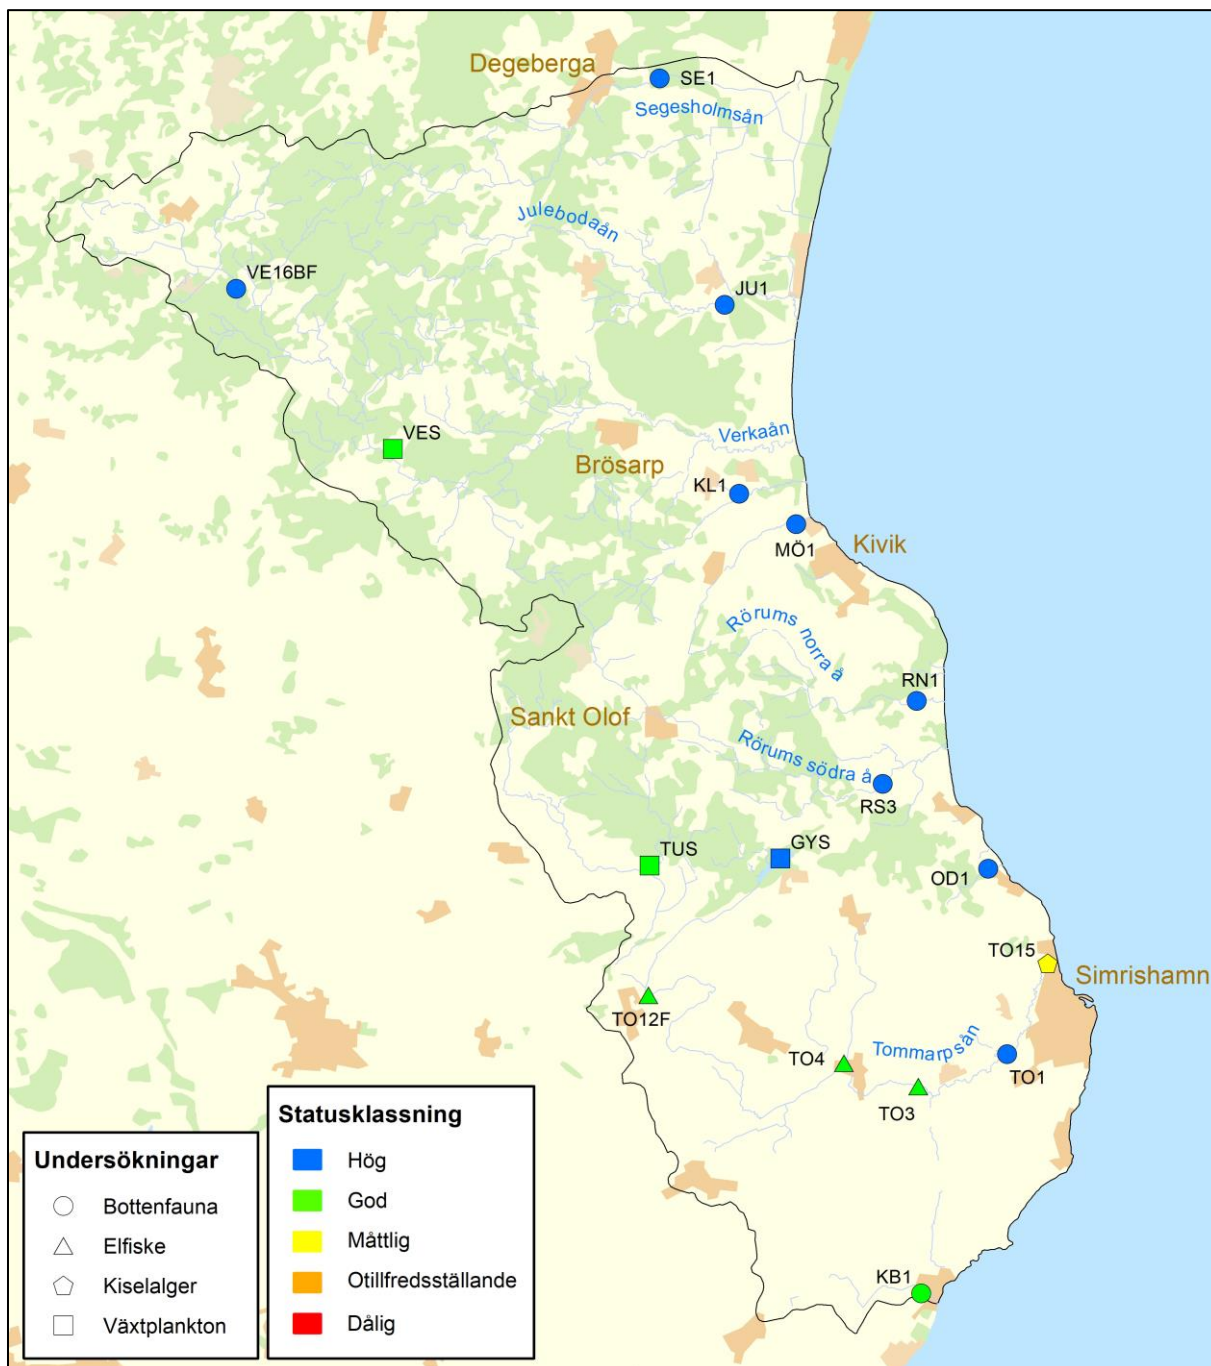 Degeberga
SE1
Segesholmsån
Julebodaån
VE16BF
JU1
VES
Verkaån
Brösarp
KL1
MÖ1
Kivik
Rörums norra å
RN1
Sankt Olof
Rörums södra å
RS3
TUS
GYS
OD1
TO15
Simrishamn
TO12F
TO4
Tommarpsån
TO1
TO3
KB1
Undersökningar
Bottenfauna
Elfiske
Kiselalger
Växtplankton
Statusklassning
Hög
God
Måttlig
Otillfredsställande
Dålig